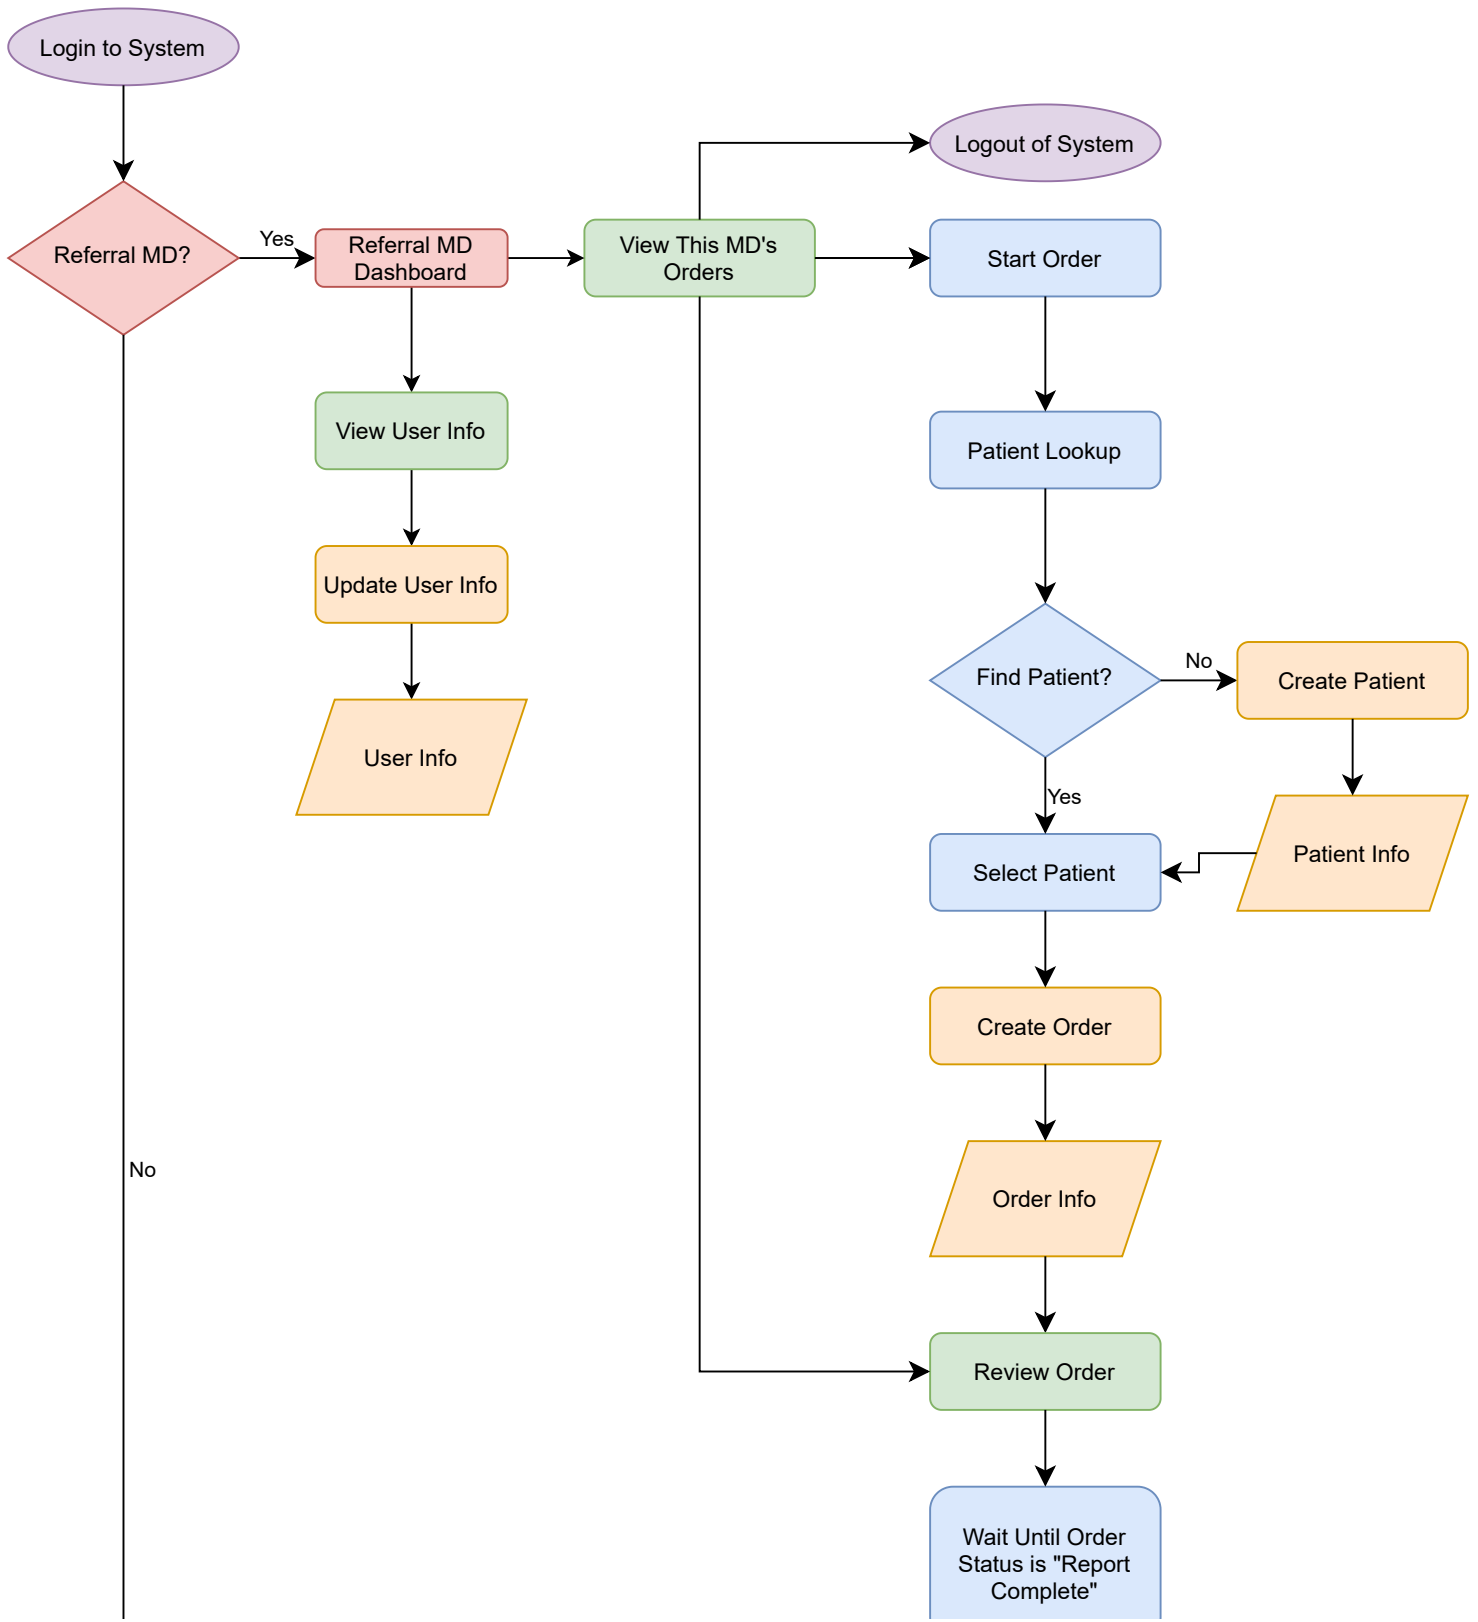 Login to System
Logout of System
Referral MD?
Yes
Referral MD
Dashboard
View This MD's
Orders
Start Order
View User Info
Patient Lookup
Update User Info
Find Patient?
No
Create Patient
User Info
Yes
Select Patient
Patient Info
Create Order
No
Order Info
Review Order
Wait Until Order
Status is "Report
Complete"